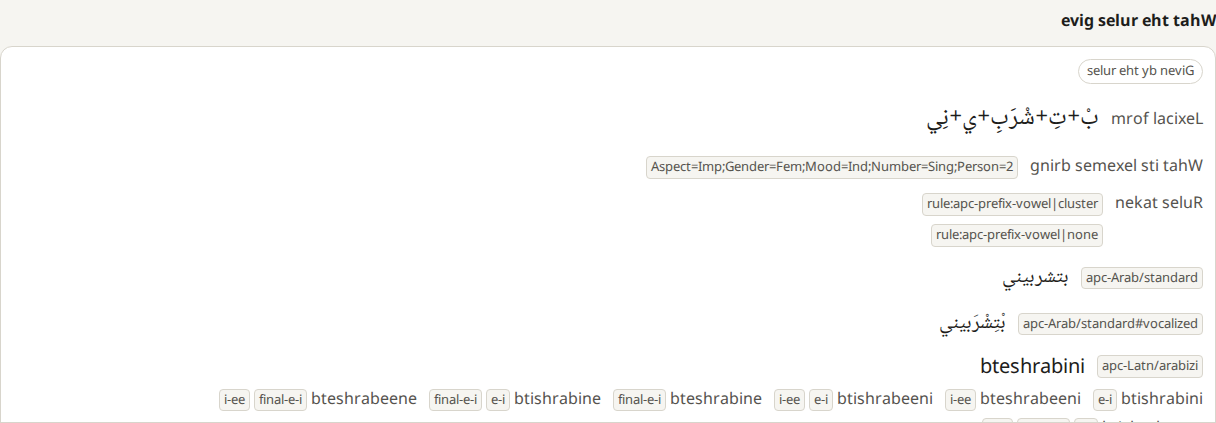 evig selur eht tahW
selur eht yb neviG
mrof lacixeL بْ+تِ+شْرَبِ+ي+نِي
gnirb semexel sti tahW Aspect=Imp;Gender=Fem;Mood=Ind;Number=Sing;Person=2
nekat seluR rule:apc-prefix-vowel|cluster
rule:apc-prefix-vowel|none
apc-Arab/standard بتشربيني
apc-Arab/standard#vocalized بْتِشْرَبيني
apc-Latn/arabizi bteshrabini
btishrabini e-i bteshrabeeni i-ee btishrabeeni e-i i-ee bteshrabine final-e-i btishrabine e-i final-e-i bteshrabeene final-e-i i-ee